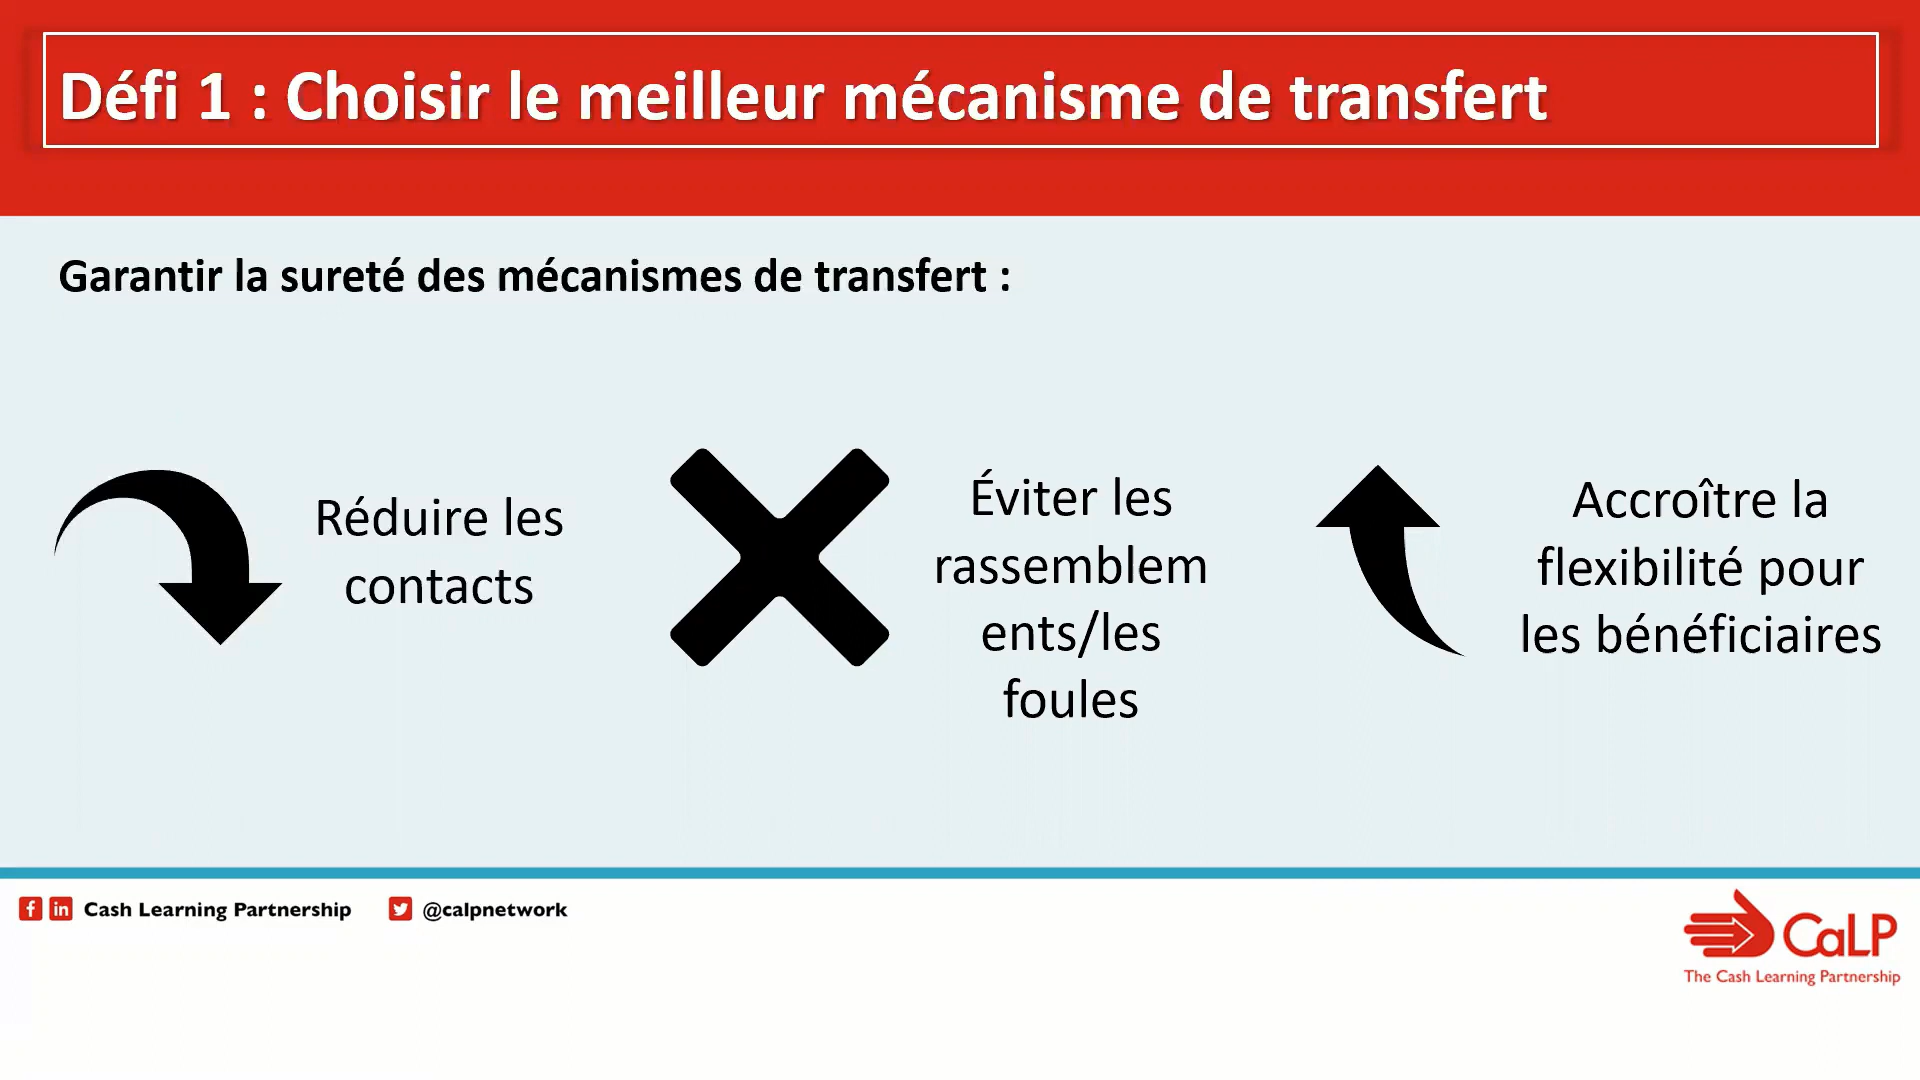 Défi 1 : Choisir le meilleur mécanisme de transfert
Garantir la sureté des mécanismes de transfert :
Réduire les
contacts
Éviter les
rassemblem
ents/les
foules
Accroître la
flexibilité pour
les bénéficiaires
Cash Learning Partnership
@calpnetwork
CaLP
The Cash Learning Partnership